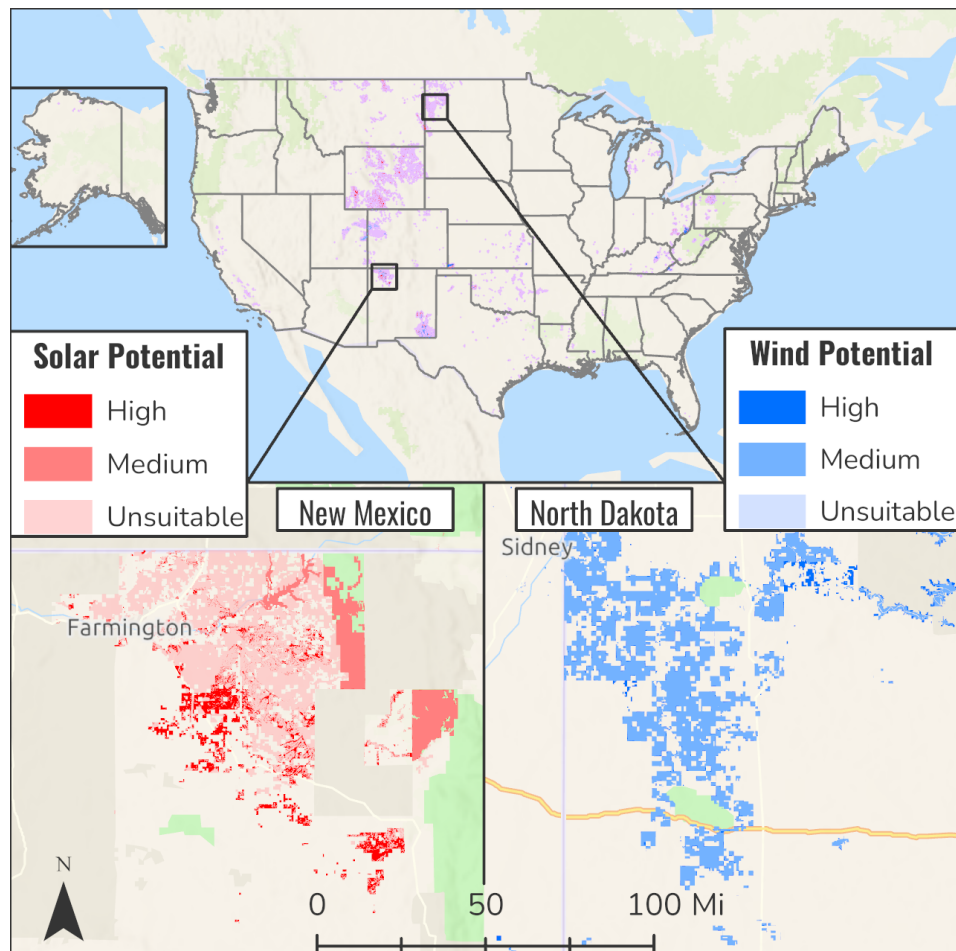 Solar Potential
High
Medium
Unsuitable
Wind Potential
High
Medium
Unsuitable
New Mexico
North Dakota
Sidney
Farmington
N
0 50 100 Mi